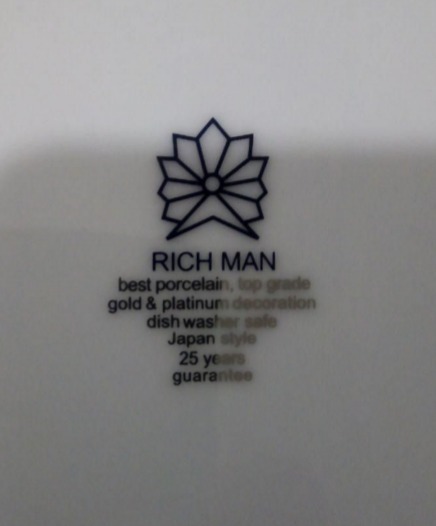 RICH MAN
best porcelain, top grade
gold & platinum decoration
dish washer safe
Japan style
25 years
guarantee